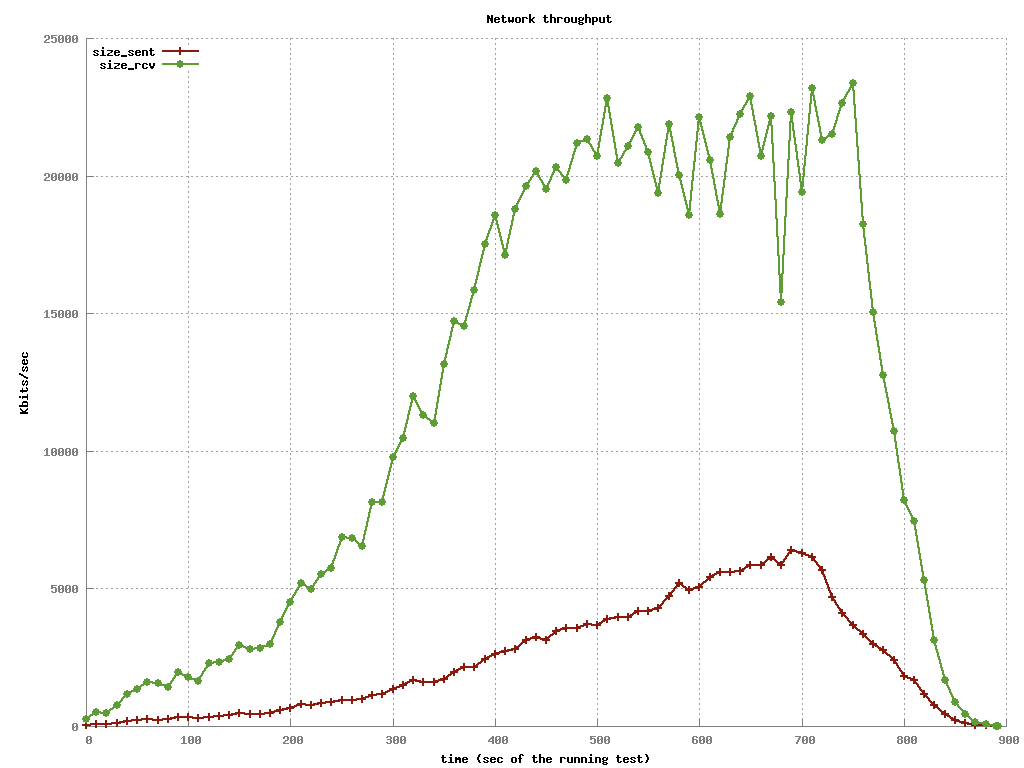 Network throughput
size_sent
size_rcv
25000
20000
15000
10000
5000
0
Kbits/sec
0 100 200 300 400 500 600 700 800 900
time (sec of the running test)